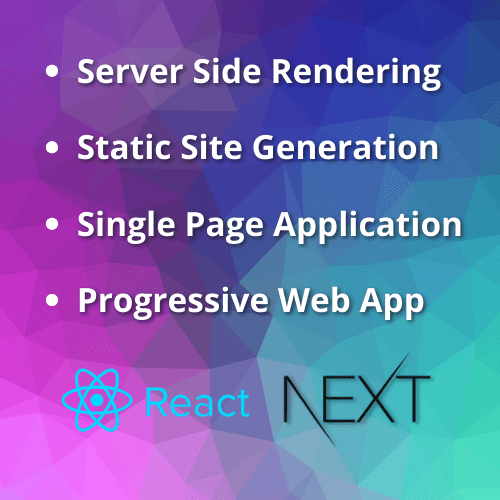 • Server Side Rendering
• Static Site Generation
• Single Page Application
• Progressive Web App
React NEXT